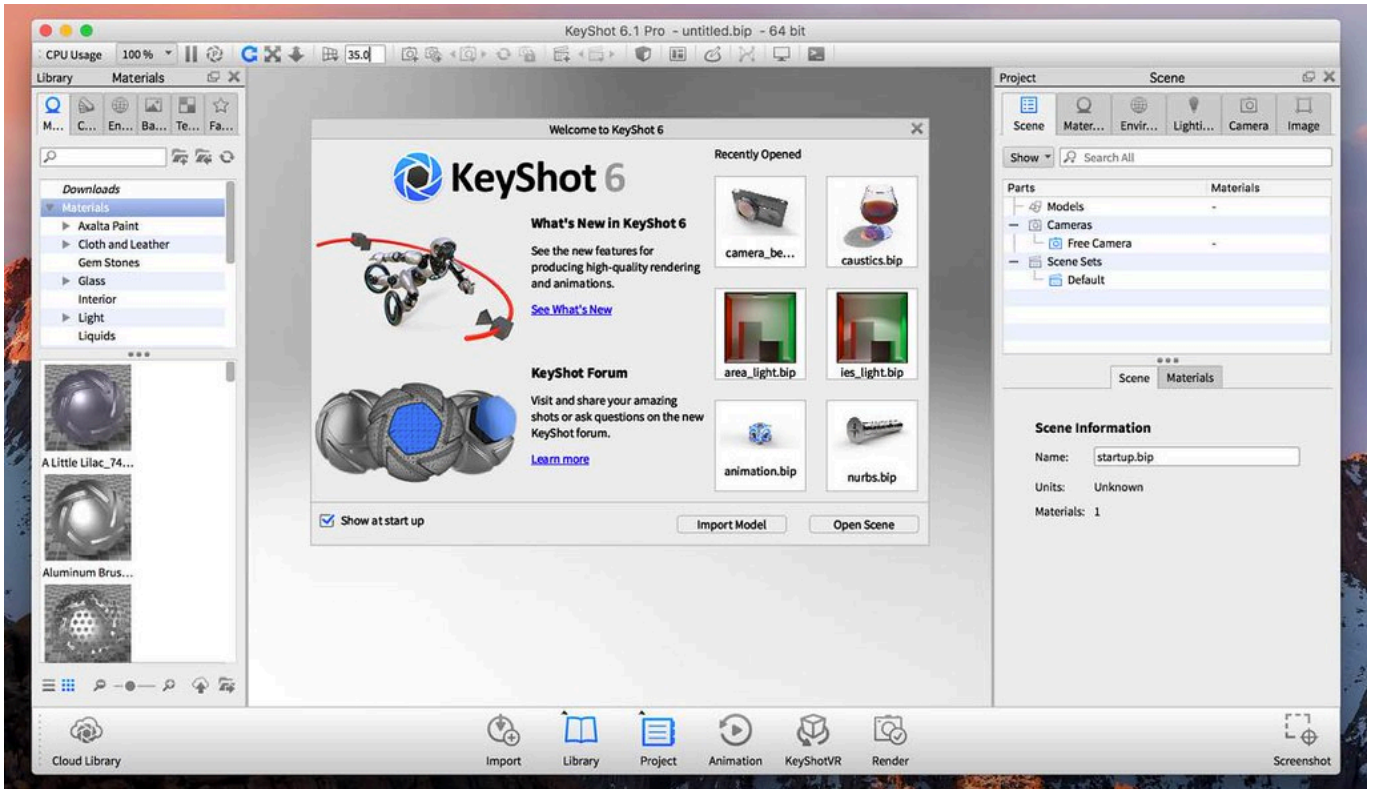 KeyShot 6.1 Pro - untitled.bip - 64 bit
CPU Usage 100 % 35.0
Library Materials
M... C... En... Ba... Te... Fa...
Downloads
Materials
Axalta Paint
Cloth and Leather
Gem Stones
Glass
Interior
Light
Liquids
A Little Lilac_74...
Aluminum Brus...
Welcome to KeyShot 6
KeyShot 6
What's New in KeyShot 6
See the new features for
producing high-quality rendering
and animations.
See What's New
KeyShot Forum
Visit and share your amazing
shots or ask questions on the new
KeyShot forum.
Learn more
Recently Opened
camera_be... caustics.bip
area_light.bip ies_light.bip
animation.bip nurbs.bip
Show at start up
Import Model Open Scene
Project Scene
Scene Mater... Envir... Lighti... Camera Image
Show Search All
Parts Materials
Models -
Cameras
Free Camera -
Scene Sets
Default
Scene Materials
Scene Information
Name: startup.bip
Units: Unknown
Materials: 1
Cloud Library
Import Library Project Animation KeyShotVR Render
Screenshot